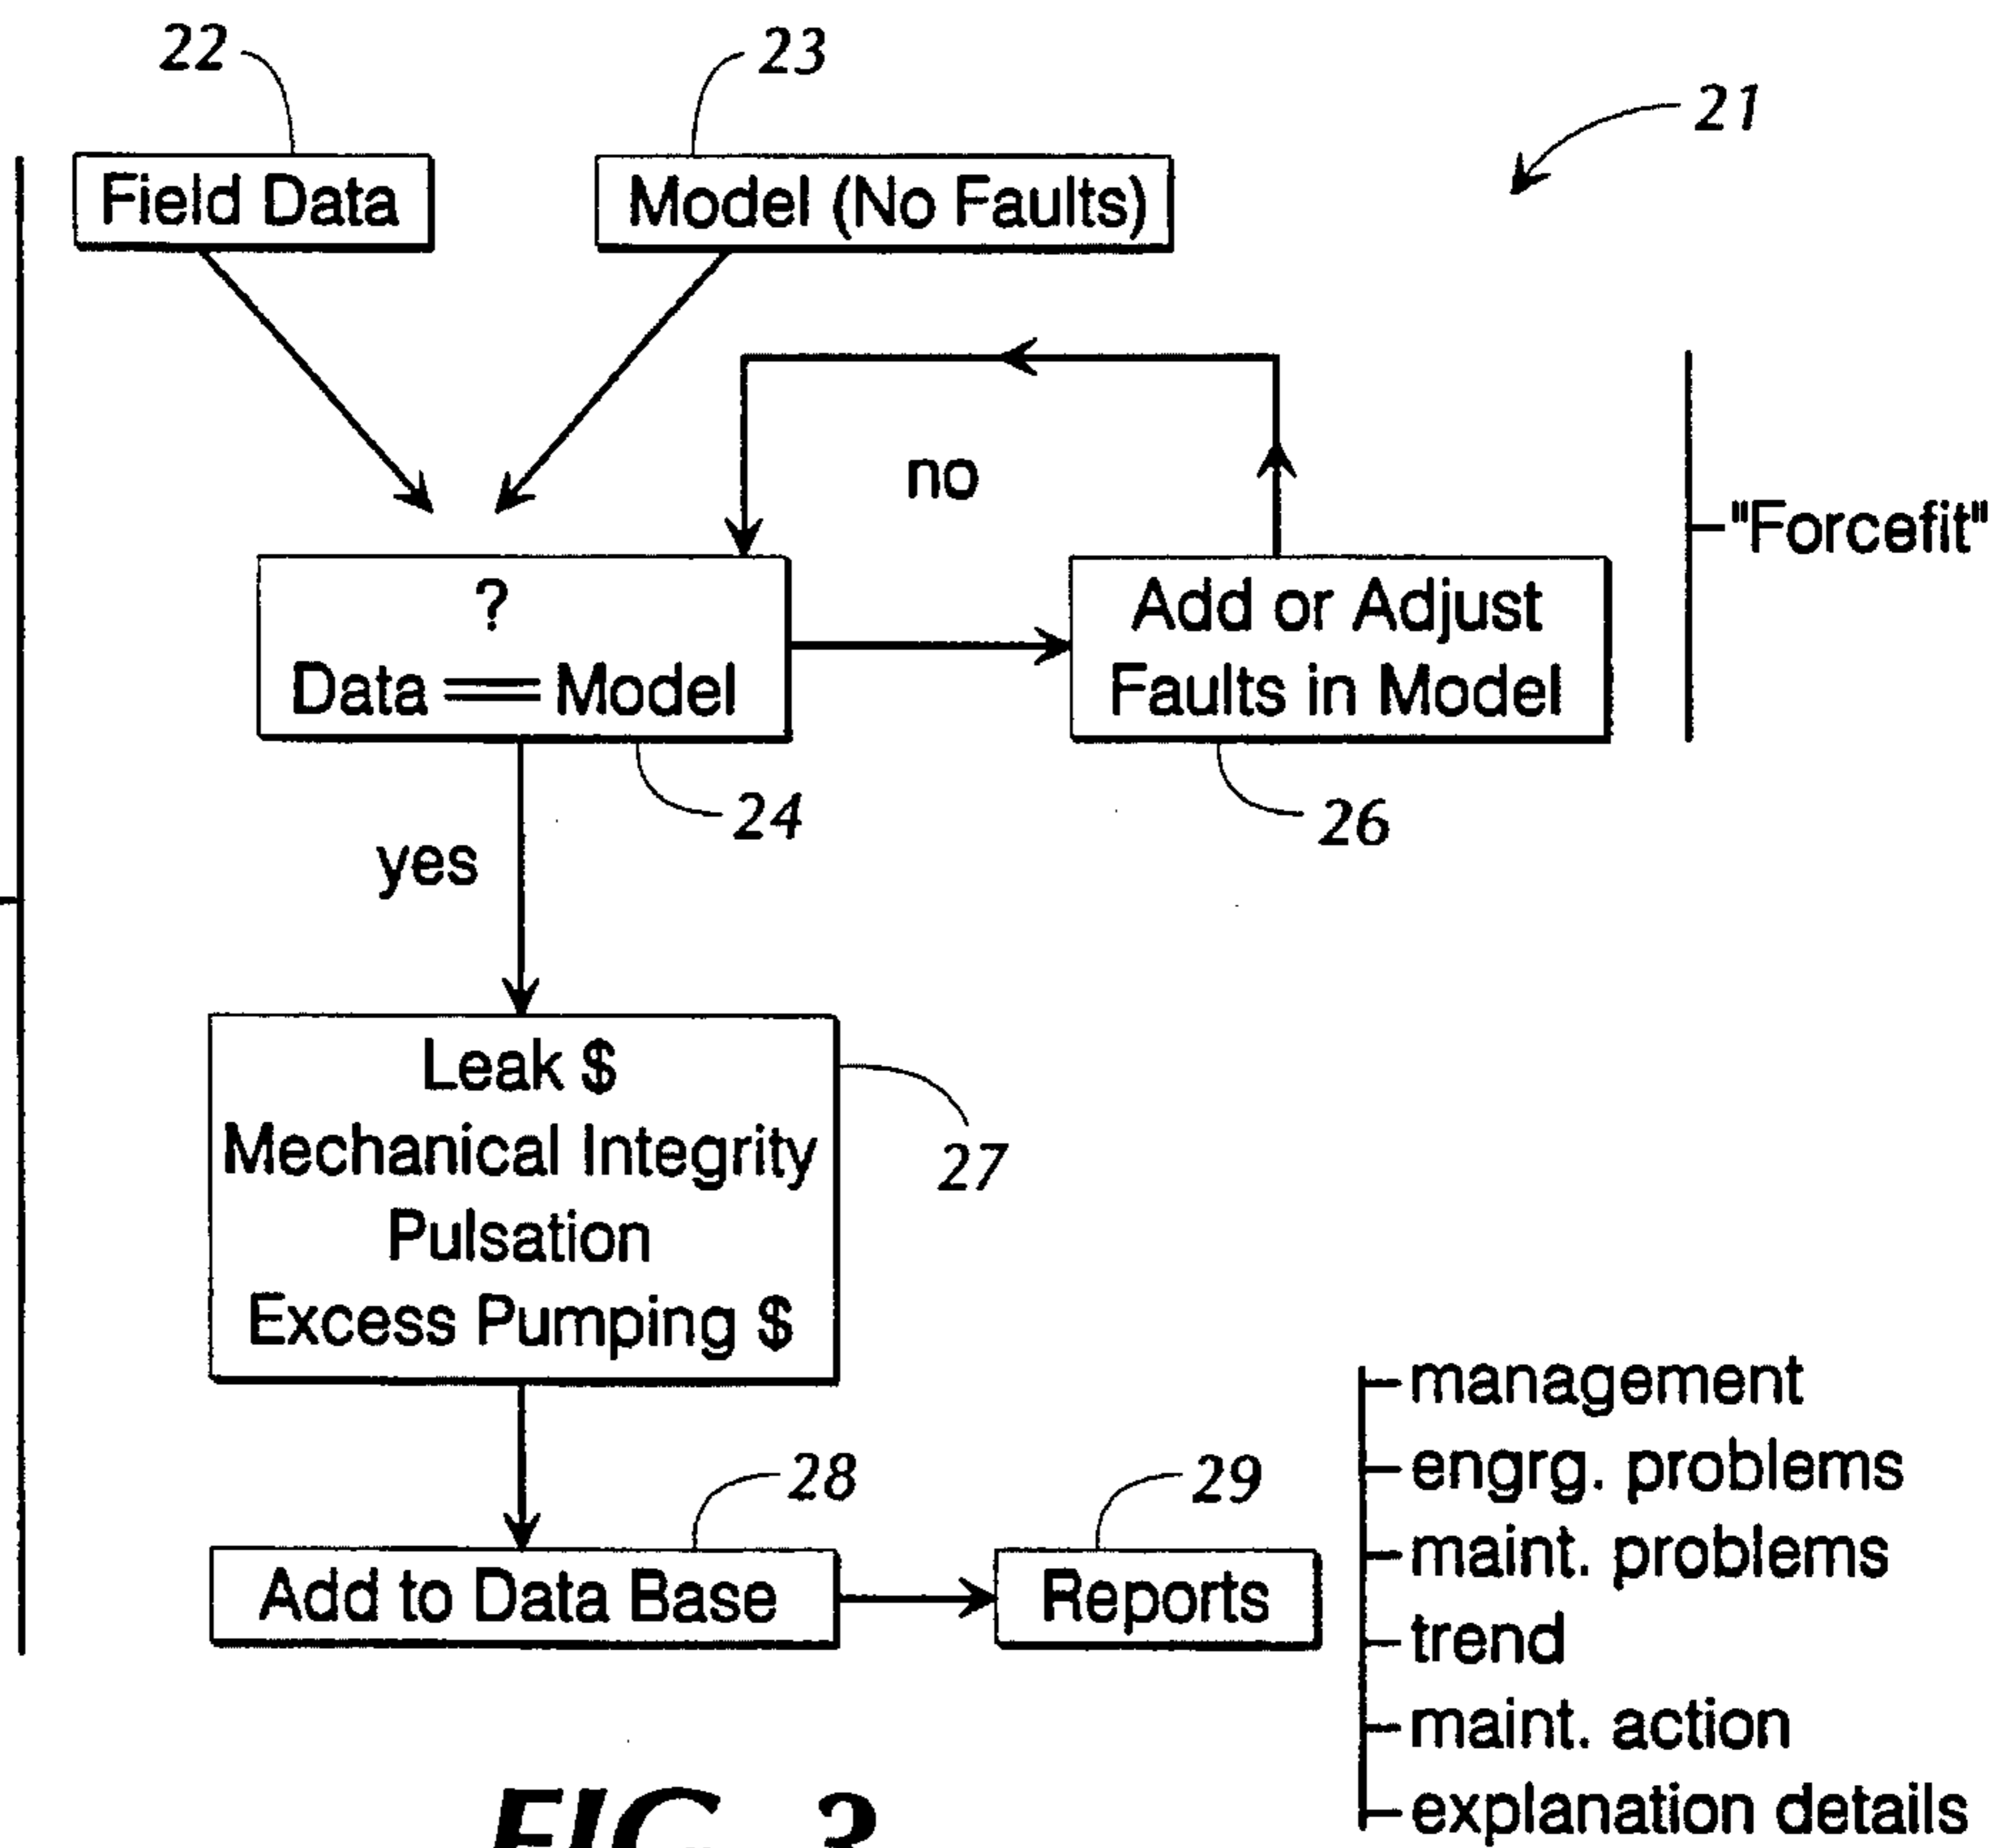 22
23
21
Field Data
Model (No Faults)
no
"Forcefit"
?
Data == Model
Add or Adjust
Faults in Model
24
26
yes
Leak $
Mechanical Integrity
Pulsation
Excess Pumping $
27
28
29
Add to Data Base
Reports
management
engrg. problems
maint. problems
trend
maint. action
explanation details
FIG. 3